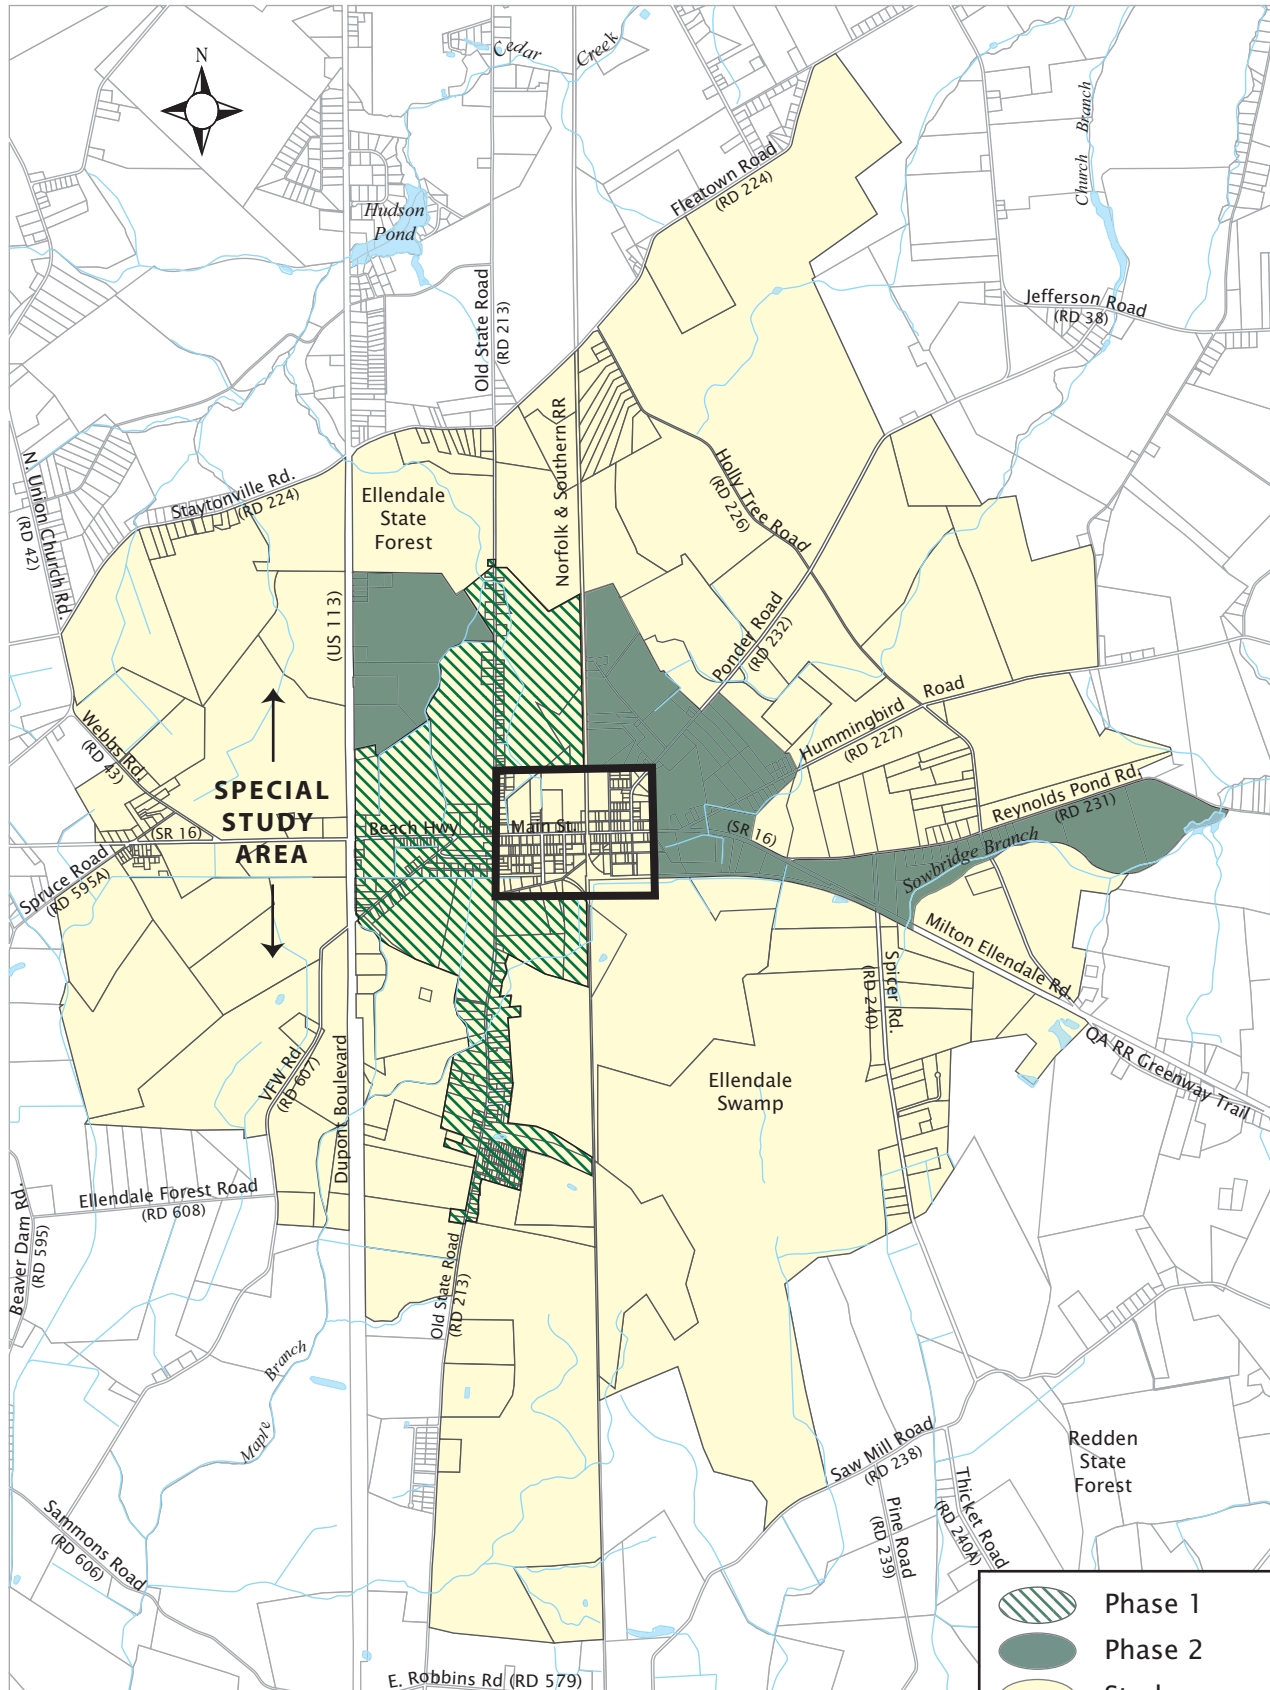 N
Cedar
Creek
Church Branch
Hudson
Pond
Fleatown Road
(RD 224)
Old State Road
(RD 213)
Jefferson Road
(RD 38)
Norfolk & Southern RR
N. Union Church Rd.
(RD 42)
Staytonville Rd.
(RD 224)
Ellendale
State
Forest
Holly Tree Road
(RD 226)
(US 113)
Ponder Road
(RD 232)
Hummingbird Road
(RD 227)
Webbs Rd.
(RD 43)
SPECIAL
STUDY
AREA
(SR 16)
Beach Hwy
Main St.
(SR 16)
Reynolds Pond Rd.
(RD 231)
Sowbridge Branch
Spruce Road
(RD 595A)
Milton Ellendale Rd.
Spicer Rd.
(RD 240)
QA RR Greenway Trail
VFW Rd.
(RD 607)
Dupont Boulevard
Ellendale
Swamp
Ellendale Forest Road
(RD 608)
Beaver Dam Rd.
(RD 595)
Old State Road
(RD 213)
Maple Branch
Saw Mill Road
(RD 238)
Redden
State
Forest
Pine Road
(RD 239)
Thicket Road
(RD 240A)
Sammons Road
(RD 606)
E. Robbins Rd (RD 579)
Phase 1
Phase 2